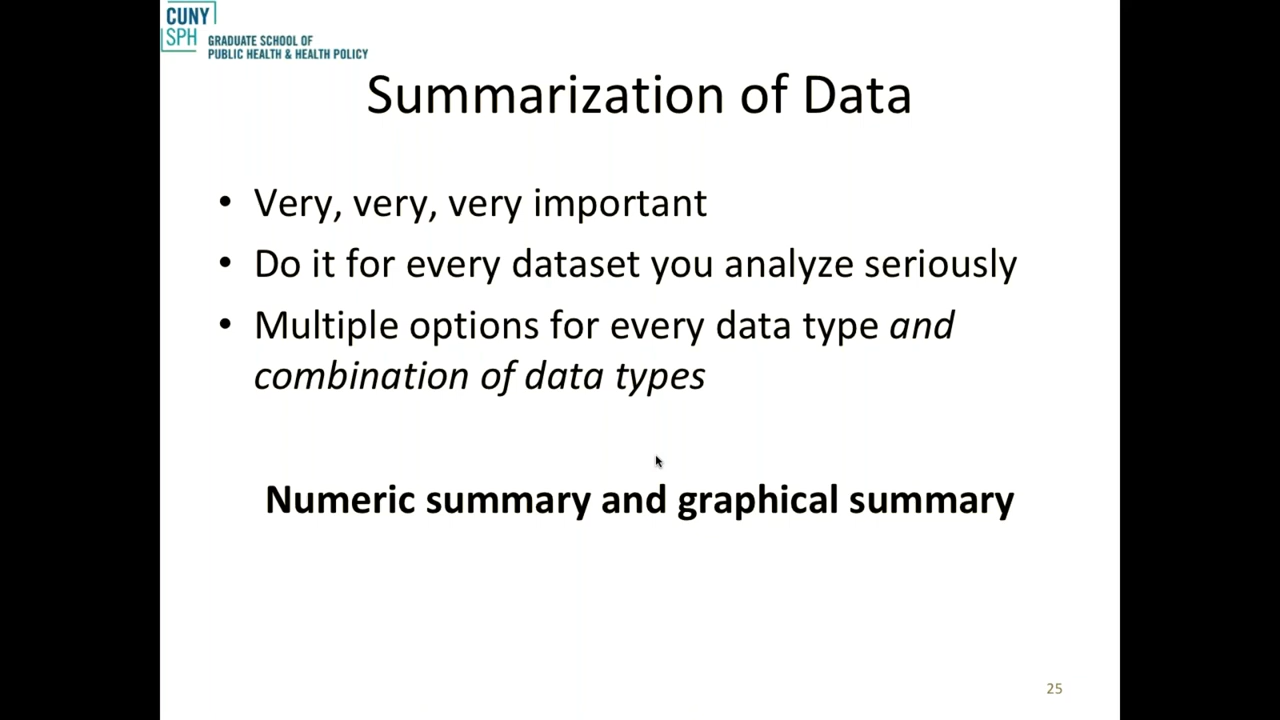 CUNY
SPH
GRADUATE SCHOOL OF
PUBLIC HEALTH & HEALTH POLICY
Summarization of Data
• Very, very, very important
• Do it for every dataset you analyze seriously
• Multiple options for every data type and
combination of data types
Numeric summary and graphical summary
25